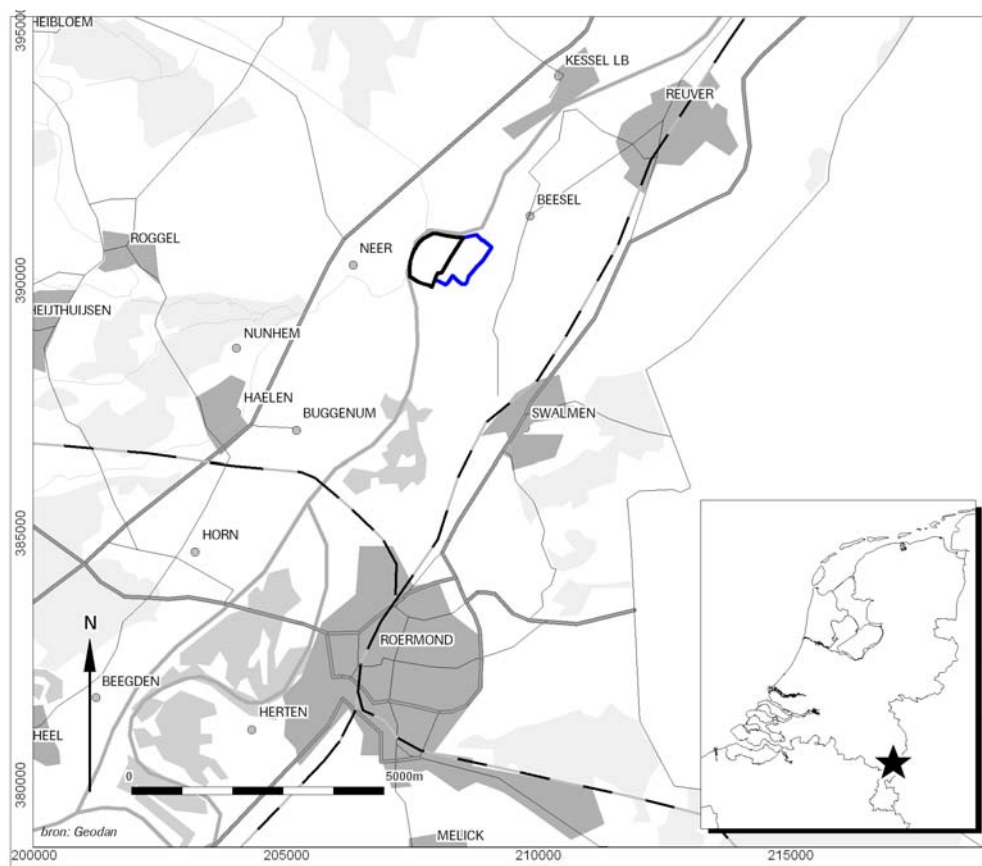 395000
HEIBLOEM
KESSEL LB
REUVER
BEESEL
ROGGEL
NEER
390000
HEIJTHUIJSEN
NUNHEM
HAELEN
BUGGENUM
SWALMEN
385000
HORN
N
ROERMOND
BEEGDEN
HERTEN
HEEL
0
5000m
380000
bron: Geodan
MELICK
200000
205000
210000
215000